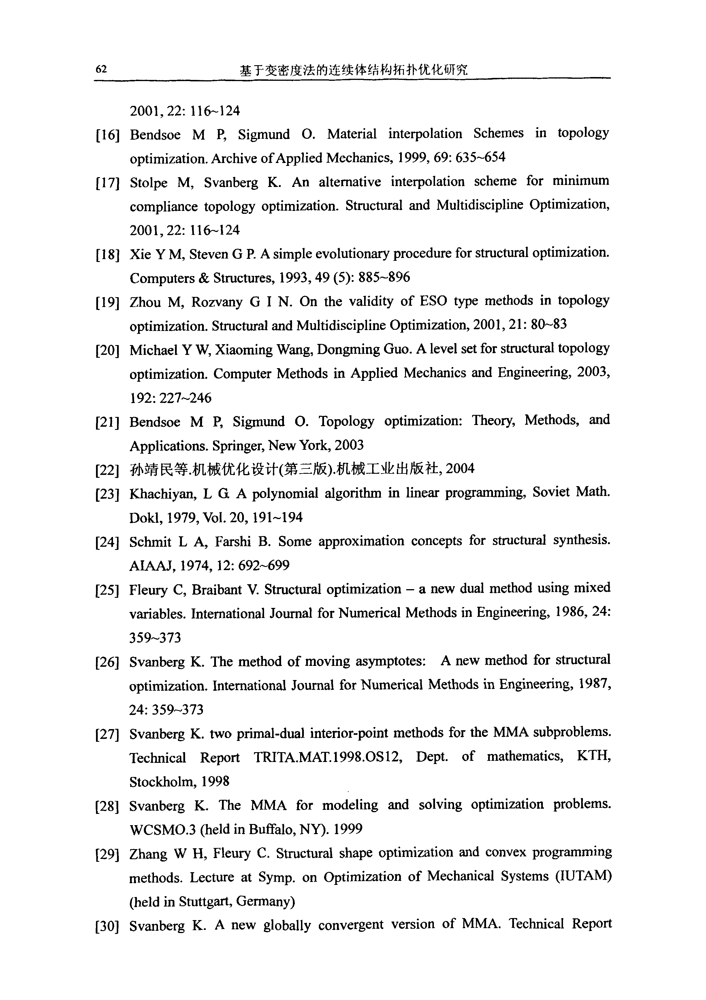 62 基于变密度法的连续体结构拓扑优化研究
2001, 22: 116~124
[16] Bendsoe M P, Sigmund O. Material interpolation Schemes in topology
optimization. Archive of Applied Mechanics, 1999, 69: 635~654
[17] Stolpe M, Svanberg K. An alternative interpolation scheme for minimum
compliance topology optimization. Structural and Multidiscipline Optimization,
2001, 22: 116~124
[18] Xie Y M, Steven G P. A simple evolutionary procedure for structural optimization.
Computers & Structures, 1993, 49 (5): 885~896
[19] Zhou M, Rozvany G I N. On the validity of ESO type methods in topology
optimization. Structural and Multidiscipline Optimization, 2001, 21: 80~83
[20] Michael Y W, Xiaoming Wang, Dongming Guo. A level set for structural topology
optimization. Computer Methods in Applied Mechanics and Engineering, 2003,
192: 227~246
[21] Bendsoe M P, Sigmund O. Topology optimization: Theory, Methods, and
Applications. Springer, New York, 2003
[22] 孙靖民等.机械优化设计(第三版).机械工业出版社, 2004
[23] Khachiyan, L G. A polynomial algorithm in linear programming, Soviet Math.
Dokl, 1979, Vol. 20, 191~194
[24] Schmit L A, Farshi B. Some approximation concepts for structural synthesis.
AIAAJ, 1974, 12: 692~699
[25] Fleury C, Braibant V. Structural optimization – a new dual method using mixed
variables. International Journal for Numerical Methods in Engineering, 1986, 24:
359~373
[26] Svanberg K. The method of moving asymptotes: A new method for structural
optimization. International Journal for Numerical Methods in Engineering, 1987,
24: 359~373
[27] Svanberg K. two primal-dual interior-point methods for the MMA subproblems.
Technical Report TRITA.MAT.1998.OS12, Dept. of mathematics, KTH,
Stockholm, 1998
[28] Svanberg K. The MMA for modeling and solving optimization problems.
WCSMO.3 (held in Buffalo, NY). 1999
[29] Zhang W H, Fleury C. Structural shape optimization and convex programming
methods. Lecture at Symp. on Optimization of Mechanical Systems (IUTAM)
(held in Stuttgart, Germany)
[30] Svanberg K. A new globally convergent version of MMA. Technical Report